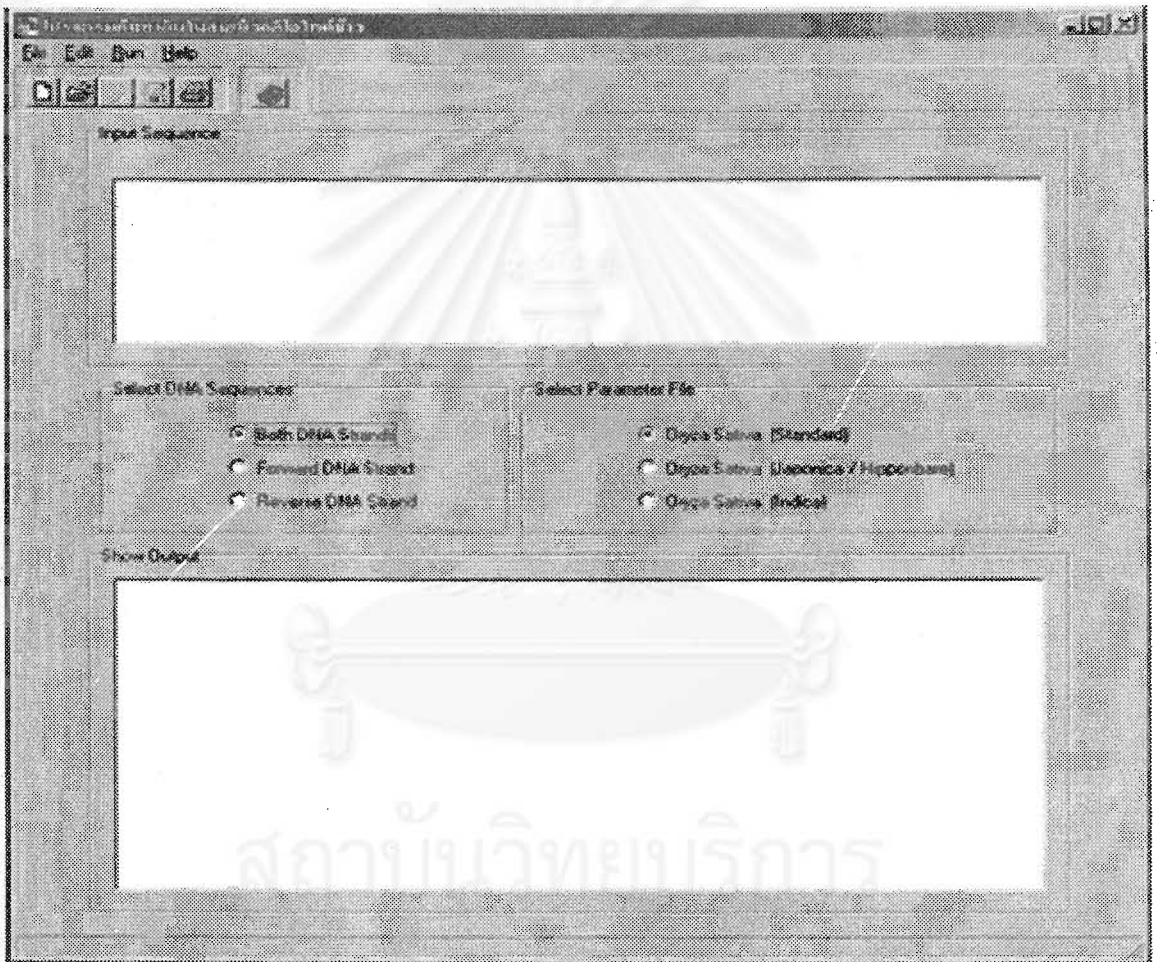 File Edit Run Help
Input Sequence
Select DNA Sequences
Select Parameter File
Both DNA Strands
Oryza Sativa (Standard)
Forward DNA Strand
Oryza Sativa (Japonica / Nipponbare)
Reverse DNA Strand
Oryza Sativa (Indica)
Show Output
สถาบันวิทยบริการ